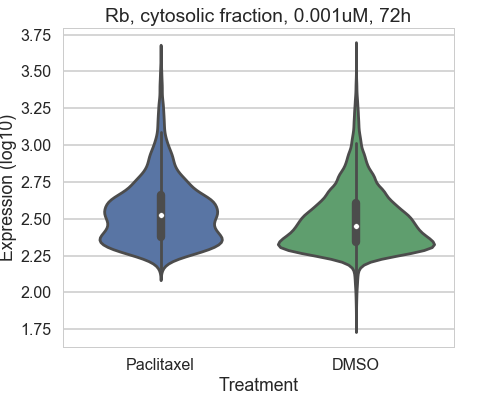 Rb, cytosolic fraction, 0.001uM, 72h
3.75
3.50
3.25
3.00
2.75
2.50
2.25
2.00
1.75
Expression (log10)
Paclitaxel
DMSO
Treatment